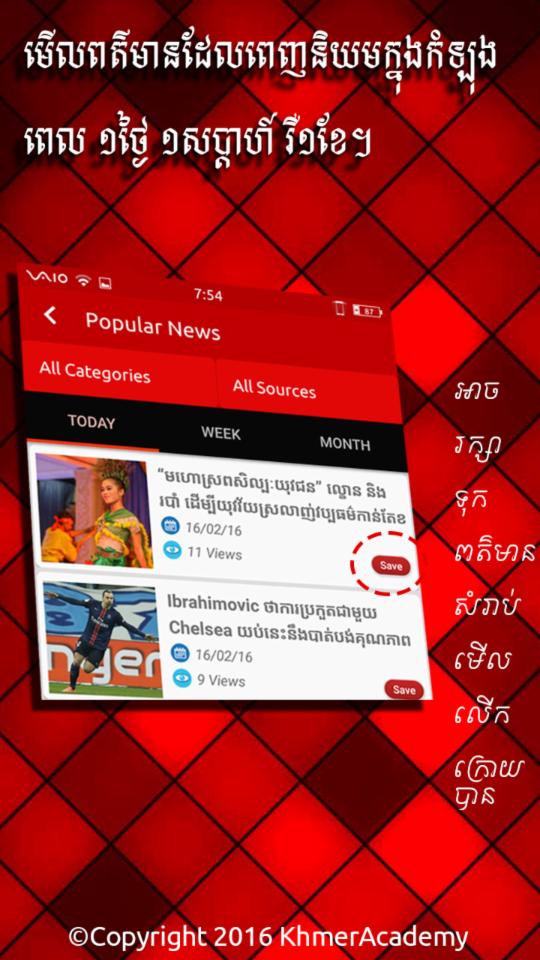 មើលពត៏មានដែលពេញនិយមក្នុងកំឡុង
ពេល ១ថ្ងៃ ១សប្តាហ៍ រឺ១ខែ។
VAIO
7:54
87
Popular News
All Categories
All Sources
TODAY
WEEK
MONTH
“មហោស្រពសិល្បៈយុវជន” ល្ខោន និង
របាំ ដើម្បីយុវវ័យស្រលាញ់វប្បធម៌កាន់តែខ
16/02/16
11 Views
Save
Ibrahimovic ថាការប្រកួតជាមួយ
Chelsea យប់នេះនឹងបាត់បង់គុណភាព
16/02/16
9 Views
Save
អាច
រក្សា
ទុក
ពត៌មាន
សំរាប់
មើល
លើក
ក្រោយ
បាន
©Copyright 2016 KhmerAcademy